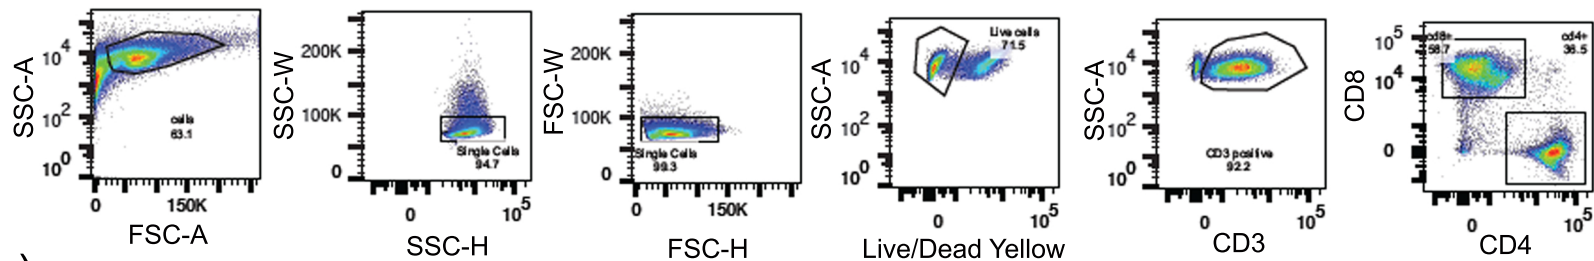 SSC-A
10^4
10^2
10^0
cells
63.1
0
150K
FSC-A
SSC-W
200K
100K
0
Single Cells
94.7
0
10^5
SSC-H
FSC-W
200K
100K
0
Single Cells
99.3
0
150K
FSC-H
SSC-A
10^4
10^2
10^0
Live cells
71.5
0
10^5
Live/Dead Yellow
SSC-A
10^4
10^2
10^0
CD3 positive
92.2
0
10^5
CD3
CD8
10^5
10^4
0
cd8+
58.7
cd4+
36.5
0
10^5
CD4